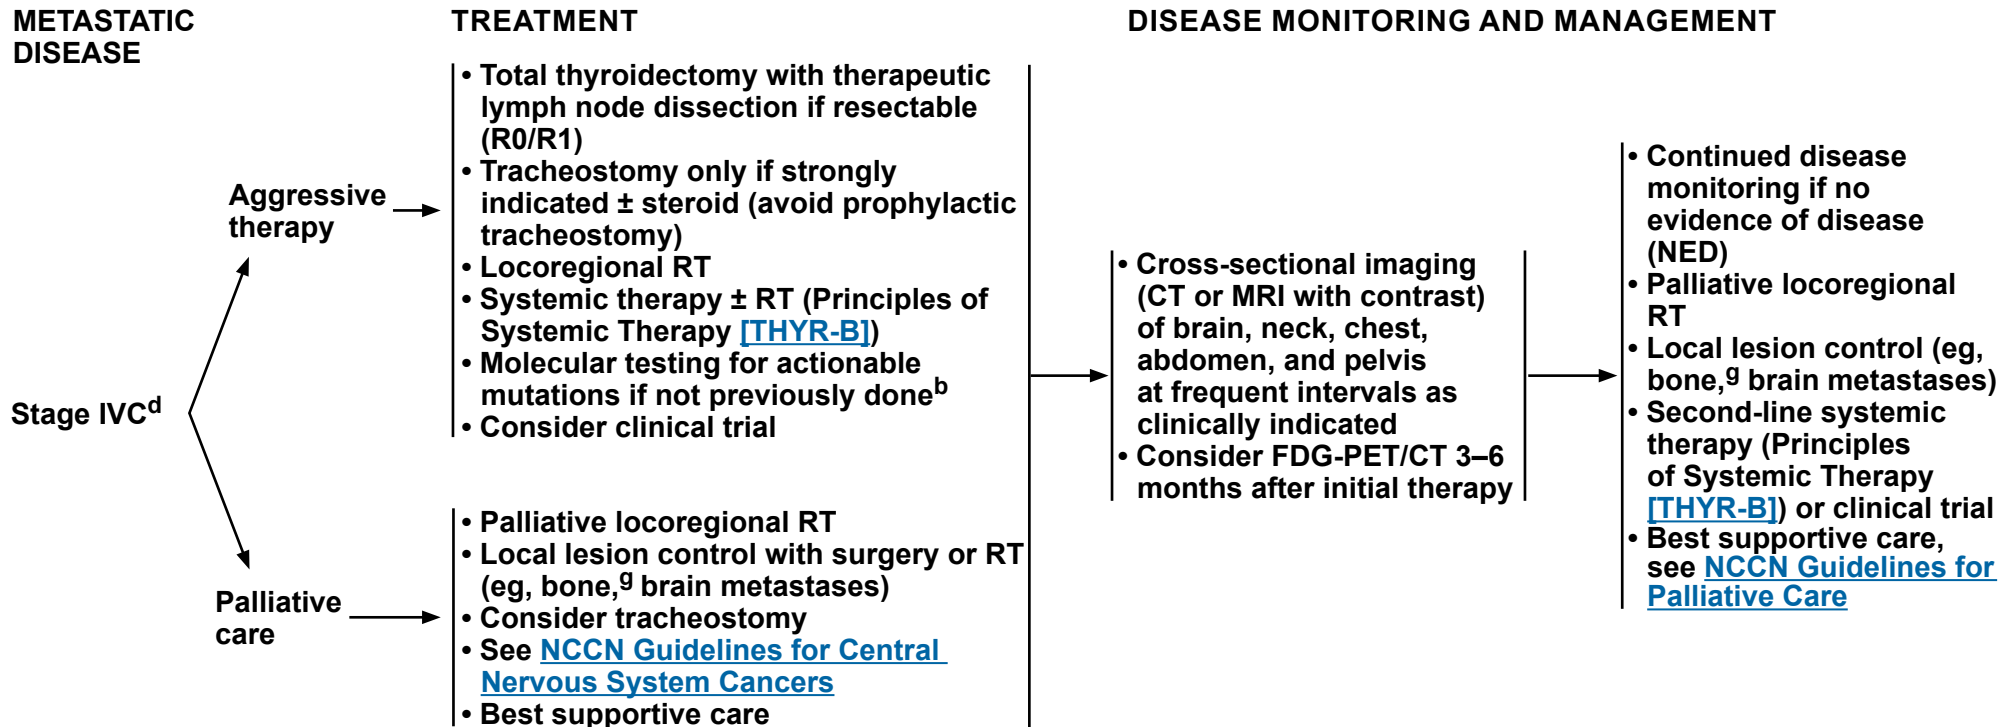 METASTATIC
DISEASE
TREATMENT
DISEASE MONITORING AND MANAGEMENT
Stage IVCᵈ
Aggressive
therapy
• Total thyroidectomy with therapeutic
lymph node dissection if resectable
(R0/R1)
• Tracheostomy only if strongly
indicated ± steroid (avoid prophylactic
tracheostomy)
• Locoregional RT
• Systemic therapy ± RT (Principles of
Systemic Therapy [THYR-B])
• Molecular testing for actionable
mutations if not previously doneᵇ
• Consider clinical trial
Palliative
care
• Palliative locoregional RT
• Local lesion control with surgery or RT
(eg, bone,ᵍ brain metastases)
• Consider tracheostomy
• See NCCN Guidelines for Central
Nervous System Cancers
• Best supportive care
• Cross-sectional imaging
(CT or MRI with contrast)
of brain, neck, chest,
abdomen, and pelvis
at frequent intervals as
clinically indicated
• Consider FDG-PET/CT 3–6
months after initial therapy
• Continued disease
monitoring if no
evidence of disease
(NED)
• Palliative locoregional
RT
• Local lesion control (eg,
bone,ᵍ brain metastases)
• Second-line systemic
therapy (Principles
of Systemic Therapy
[THYR-B]) or clinical trial
• Best supportive care,
see NCCN Guidelines for
Palliative Care